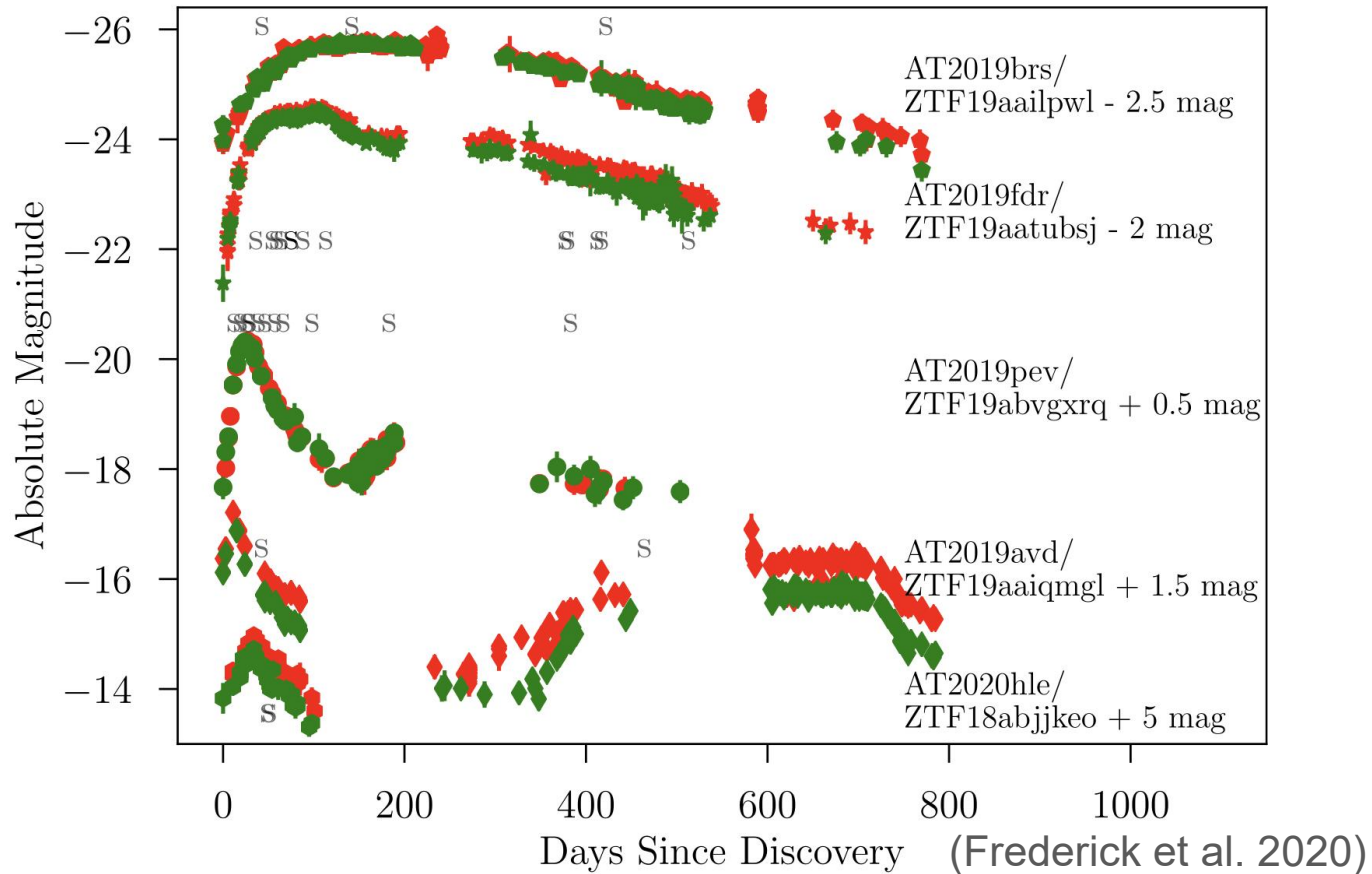 Absolute Magnitude
−26
−24
−22
−20
−18
−16
−14
S S S
AT2019brs/
ZTF19aailpwl - 2.5 mag
AT2019fdr/
ZTF19aatubsj - 2 mag
S S S S S S S S S S
S S S S S S
AT2019pev/
ZTF19abvgxrq + 0.5 mag
S S
AT2019avd/
ZTF19aaiqmgl + 1.5 mag
AT2020hle/
ZTF18abjjkeo + 5 mag
S
0 200 400 600 800 1000
Days Since Discovery
(Frederick et al. 2020)